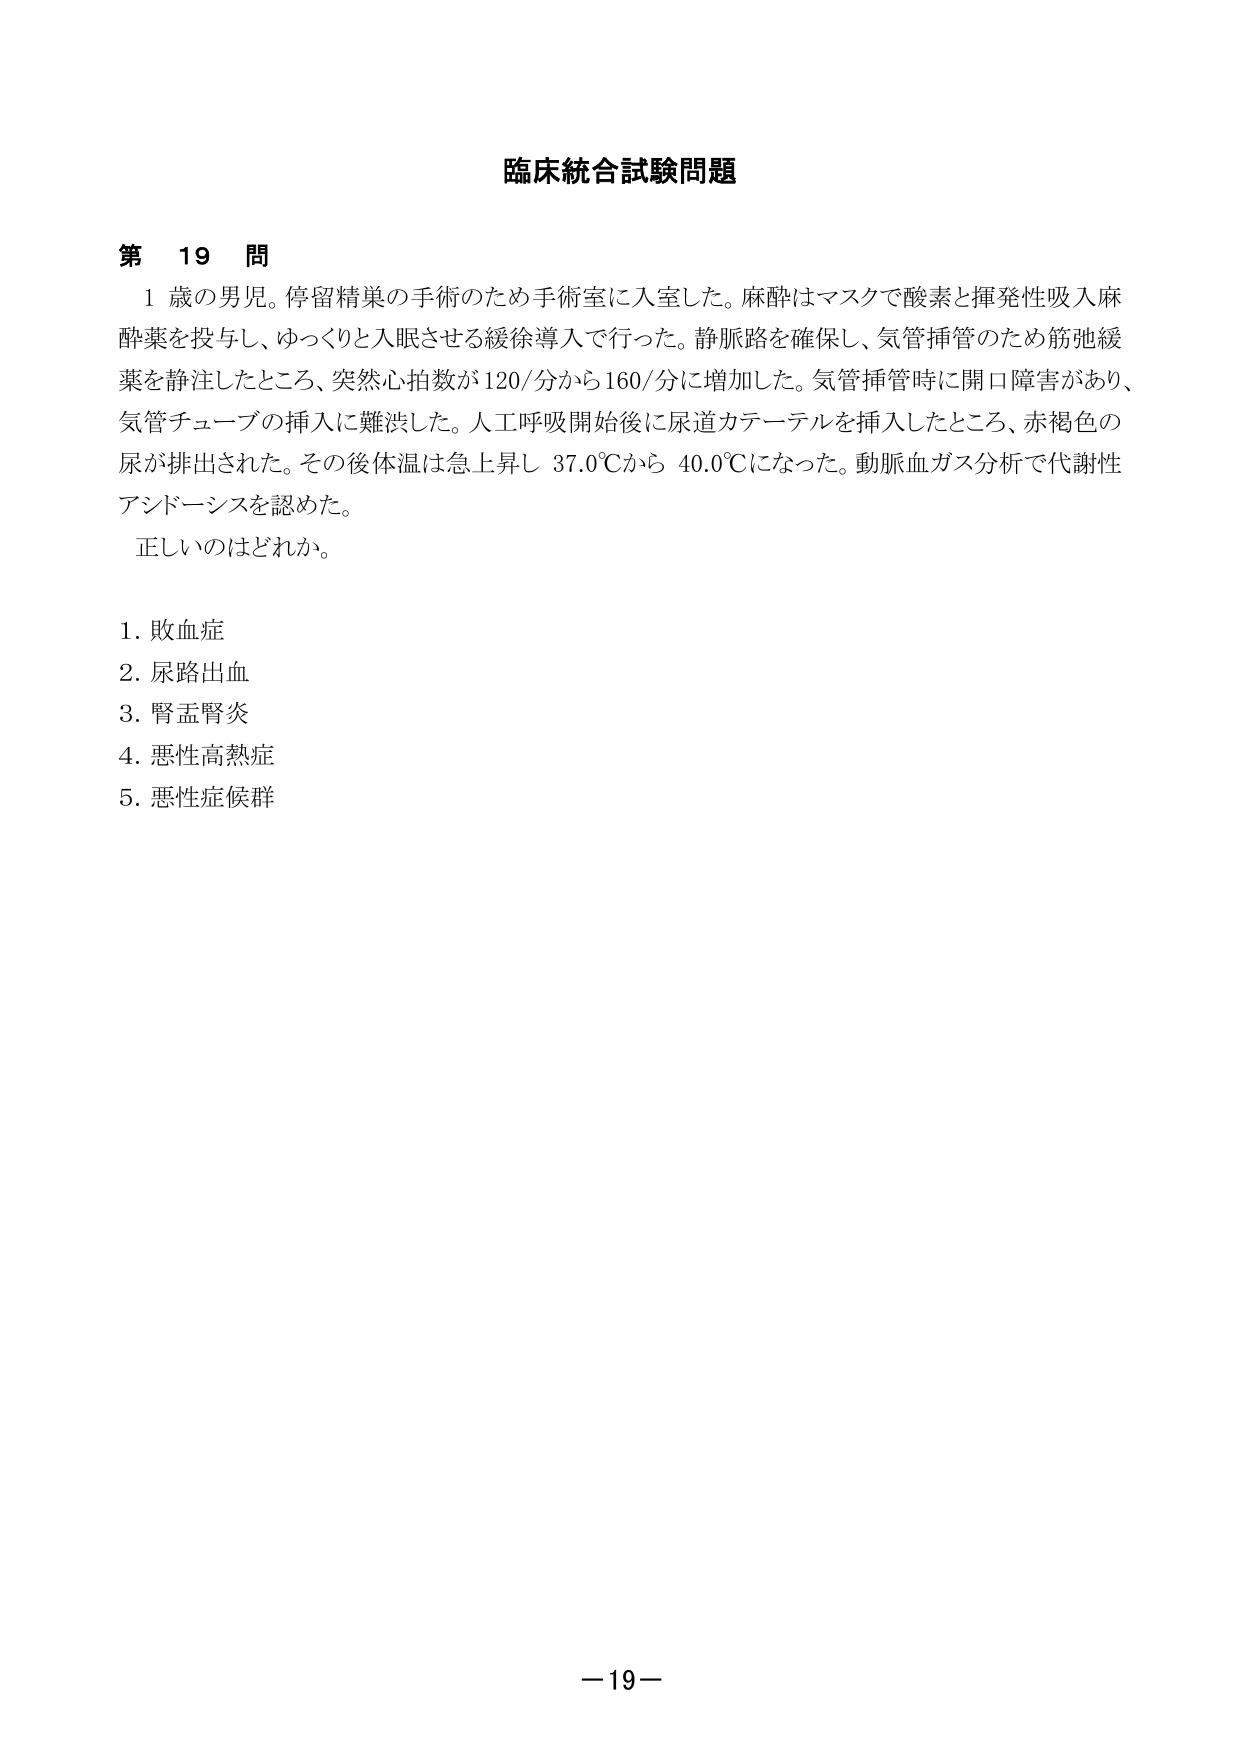 臨床統合試験問題
第 19 問
1 歳の男児。停留精巣の手術のため手術室に入室した。麻酔はマスクで酸素と揮発性吸入麻
酔薬を投与し、ゆっくりと入眠させる緩徐導入で行った。静脈路を確保し、気管挿管のため筋弛緩
薬を静注したところ、突然心拍数が120/分から160/分に増加した。気管挿管時に開口障害があり、
気管チューブの挿入に難渋した。人工呼吸開始後に尿道カテーテルを挿入したところ、赤褐色の
尿が排出された。その後体温は急上昇し 37.0℃から 40.0℃になった。動脈血ガス分析で代謝性
アシドーシスを認めた。
正しいのはどれか。
1. 敗血症
2. 尿路出血
3. 腎盂腎炎
4. 悪性高熱症
5. 悪性症候群
－19－